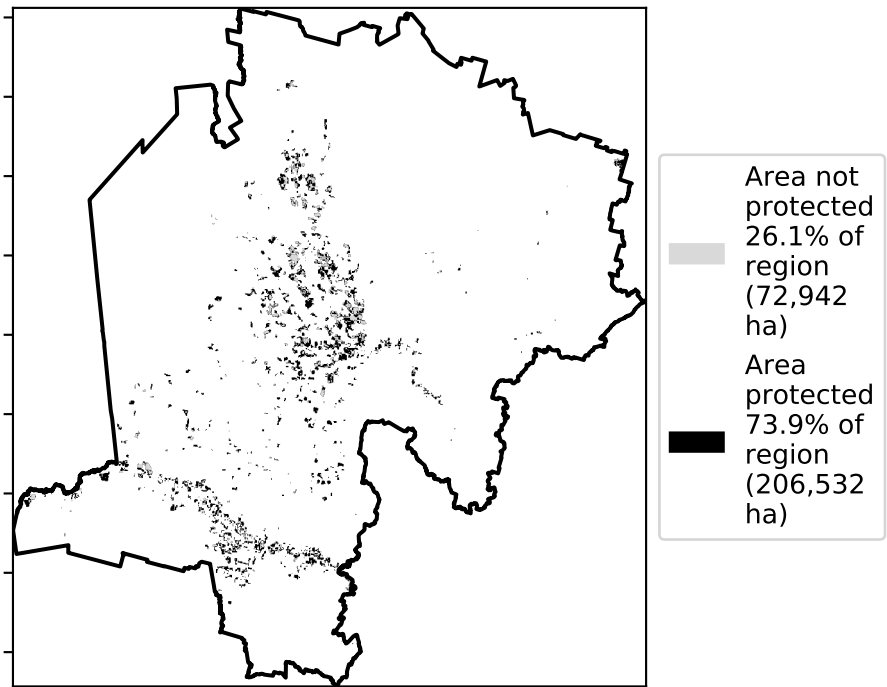 Area not
protected
26.1% of
region
(72,942
ha)
Area
protected
73.9% of
region
(206,532
ha)